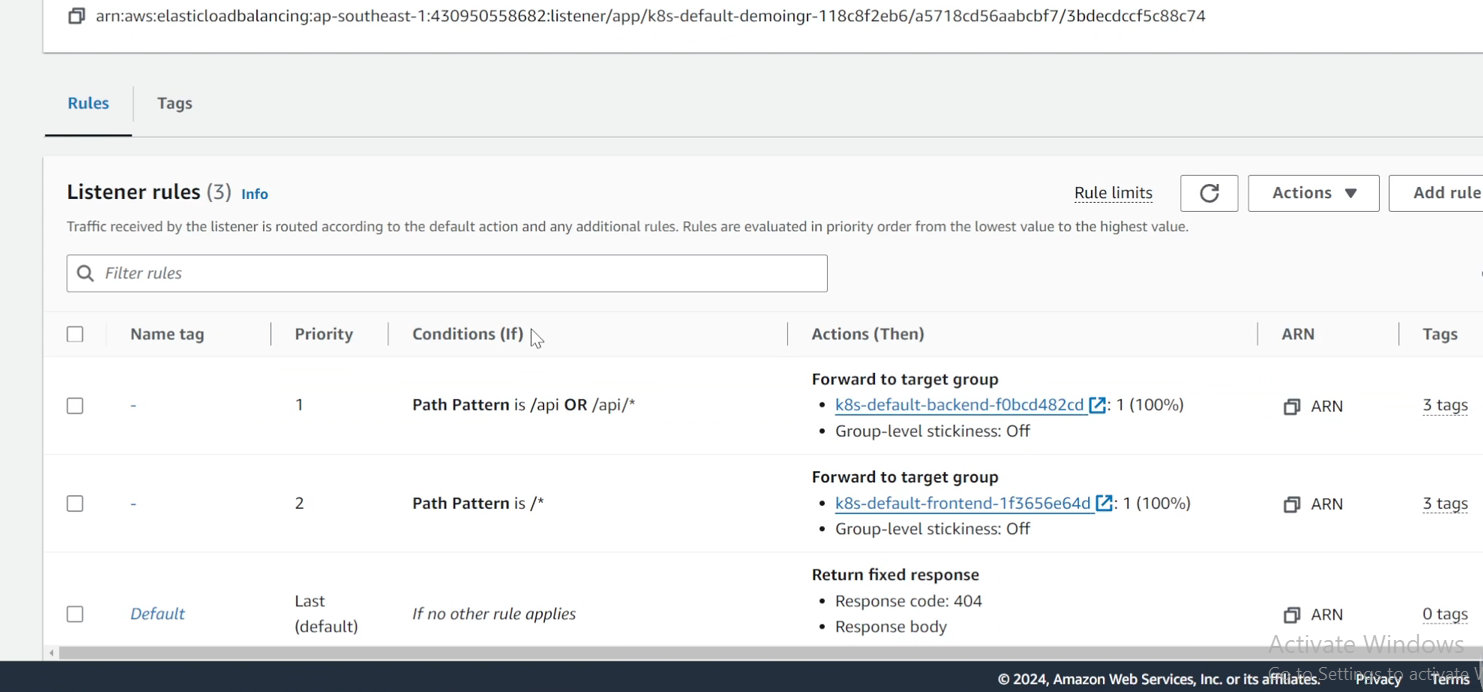 arn:aws:elasticloadbalancing:ap-southeast-1:430950558682:listener/app/k8s-default-demoingr-118c8f2eb6/a5718cd56aabcbf7/3bdecdccf5c88c74
Rules
Tags
Listener rules (3) Info
Rule limits
Actions ▼
Add rule
Traffic received by the listener is routed according to the default action and any additional rules. Rules are evaluated in priority order from the lowest value to the highest value.
Filter rules
Name tag Priority Conditions (If) Actions (Then) ARN Tags
Forward to target group
- 1 Path Pattern is /api OR /api/* • k8s-default-backend-f0bcd482cd : 1 (100%) ARN 3 tags
• Group-level stickiness: Off
Forward to target group
- 2 Path Pattern is /* • k8s-default-frontend-1f3656e64d : 1 (100%) ARN 3 tags
• Group-level stickiness: Off
Return fixed response
Default Last (default) If no other rule applies • Response code: 404 ARN 0 tags
• Response body
Activate Windows
Go to Settings to activate
© 2024, Amazon Web Services, Inc. or its affiliates. Privacy Terms